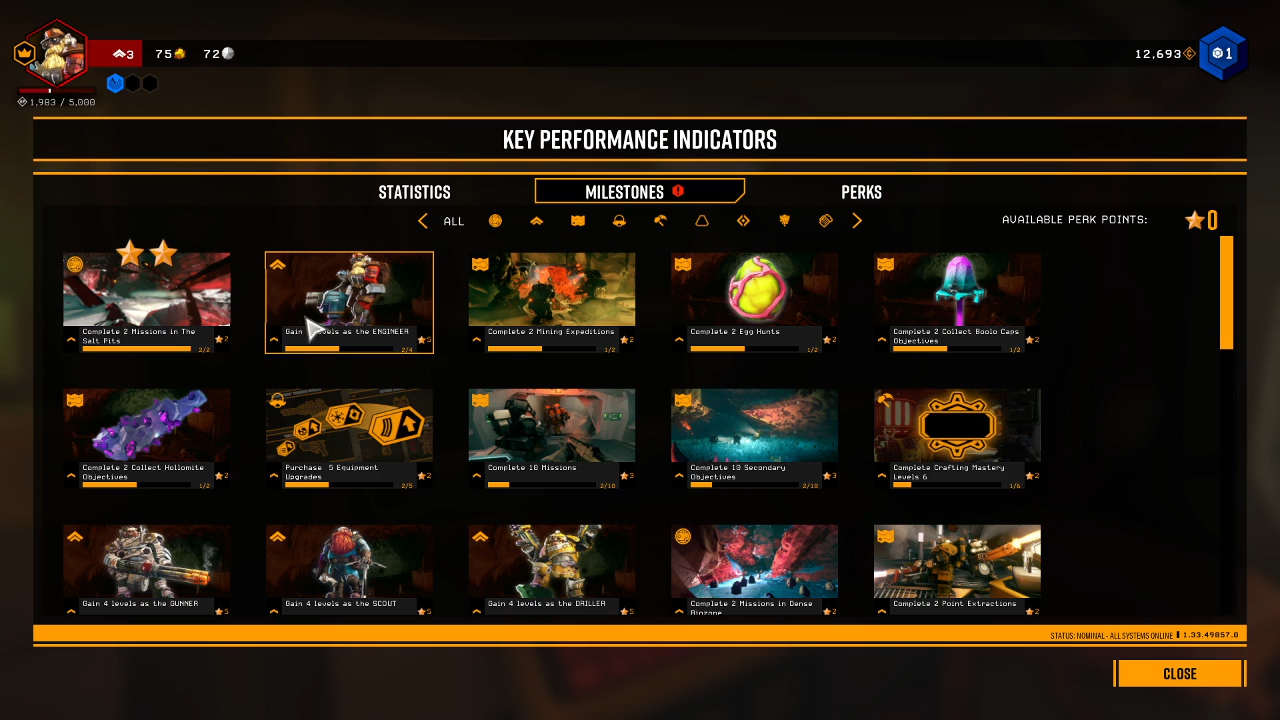 3 75 72 12,693 1
1,983 / 5,000
KEY PERFORMANCE INDICATORS
STATISTICS MILESTONES PERKS
ALL AVAILABLE PERK POINTS: 0
Complete 2 Missions in The
Salt Pits
2
2/2
Gain levels as the ENGINEER
5
2/4
Complete 2 Mining Expeditions
2
1/2
Complete 2 Egg Hunts
2
1/2
Complete 2 Collect Boolo Caps
Objectives
2
1/2
Complete 2 Collect Hollomite
Objectives
2
1/2
Purchase 5 Equipment
Upgrades
2
2/5
Complete 10 Missions
3
2/10
Complete 10 Secondary
Objectives
3
2/10
Complete Crafting Mastery
Levels 6
2
1/6
Gain 4 levels as the GUNNER
5
Gain 4 levels as the SCOUT
5
Gain 4 levels as the DRILLER
5
Complete 2 Missions in Dense
Biozone
2
Complete 2 Point Extractions
2
STATUS: NOMINAL - ALL SYSTEMS ONLINE 1.33.49857.0
CLOSE